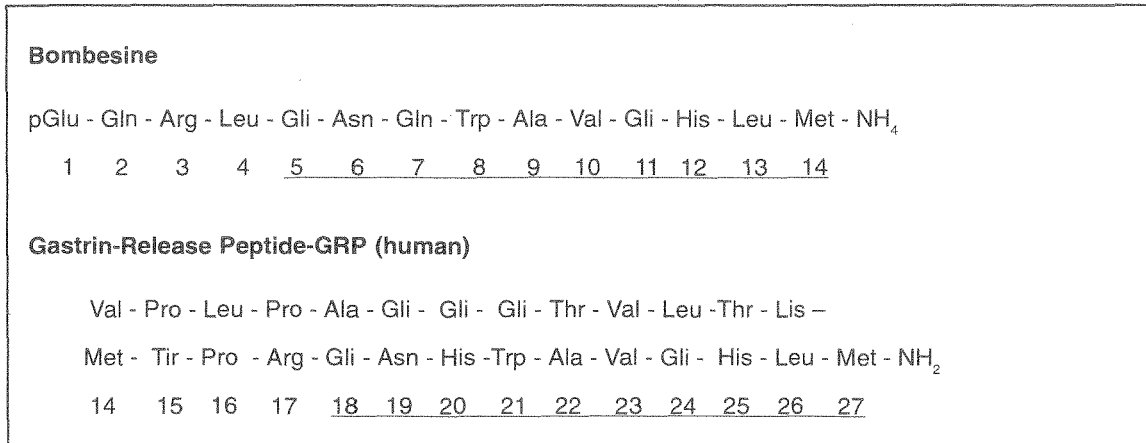 Bombesine
pGlu - Gln - Arg - Leu - Gli - Asn - Gln - Trp - Ala - Val - Gli - His - Leu - Met - NH₄
1 2 3 4 5 6 7 8 9 10 11 12 13 14
Gastrin-Release Peptide-GRP (human)
Val - Pro - Leu - Pro - Ala - Gli - Gli - Gli - Thr - Val - Leu -Thr - Lis –
Met - Tir - Pro - Arg - Gli - Asn - His -Trp - Ala - Val - Gli - His - Leu - Met - NH₂
14 15 16 17 18 19 20 21 22 23 24 25 26 27